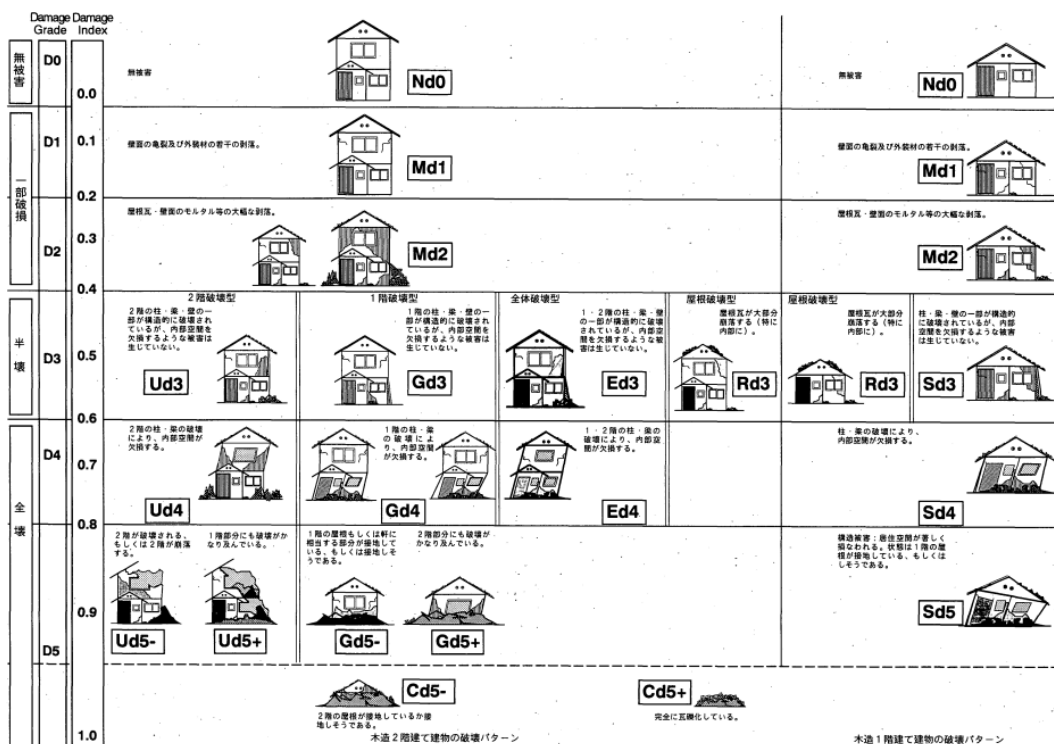 Damage Damage
Grade Index
無被害
D0
0.0
無被害
Nd0
無被害
Nd0
一部破損
D1
0.1
壁面の亀裂及び外装材の若干の剥落。
Md1
壁面の亀裂及び外装材の若干の剥落。
Md1
0.2
屋根瓦・壁面のモルタル等の大幅な剥落。
D2
0.3
Md2
屋根瓦・壁面のモルタル等の大幅な剥落。
Md2
0.4
半壊
D3
0.5
2階破壊型
2階の柱・梁・壁の一
部が構造的に破壊され
ているが、内部空間を
欠損するような被害は
生じていない。
Ud3
1階破壊型
1階の柱・梁・壁の一
部が構造的に破壊され
ているが、内部空間を
欠損するような被害は
生じていない。
Gd3
全体破壊型
1・2階の柱・梁・壁
の一部が構造的に破壊
されているが、内部空
間を欠損するような被
害は生じていない。
Ed3
屋根破壊型
屋根瓦が大部分
崩落する（特に
内部に）。
Rd3
屋根破壊型
屋根瓦が大部分
崩落する（特に
内部に）。
Rd3
柱・梁・壁の一部が構造的
に破壊されているが、内部
空間を欠損するような被害
は生じていない。
Sd3
0.6
全壊
D4
0.7
2階の柱・梁の破壊
により、内部空間が
欠損する。
Ud4
1階の柱・梁
の破壊によ
り、内部空間が
欠損する。
Gd4
1・2階の柱・梁の
破壊により、内部空
間が欠損する。
Ed4
柱・梁の破壊により、
内部空間が欠損する。
Sd4
0.8
2階が破壊される、
もしくは2階が崩落
する。
Ud5-
1階部分にも破壊がか
なり及んでいる。
Ud5+
1階の屋根もしくは軒に
相当する部分が接地して
いる、もしくは接地しそ
うである。
Gd5-
2階部分にも破壊が
かなり及んでいる。
Gd5+
構造被害：居住空間が著しく
損なわれる。状態は1階の屋
根が接地している、もしくは
しそうである。
Sd5
0.9
D5
Cd5-
2階の屋根が接地しているか接
地しそうである。
Cd5+
完全に瓦礫化している。
1.0
木造2階建て建物の破壊パターン
木造1階建て建物の破壊パターン